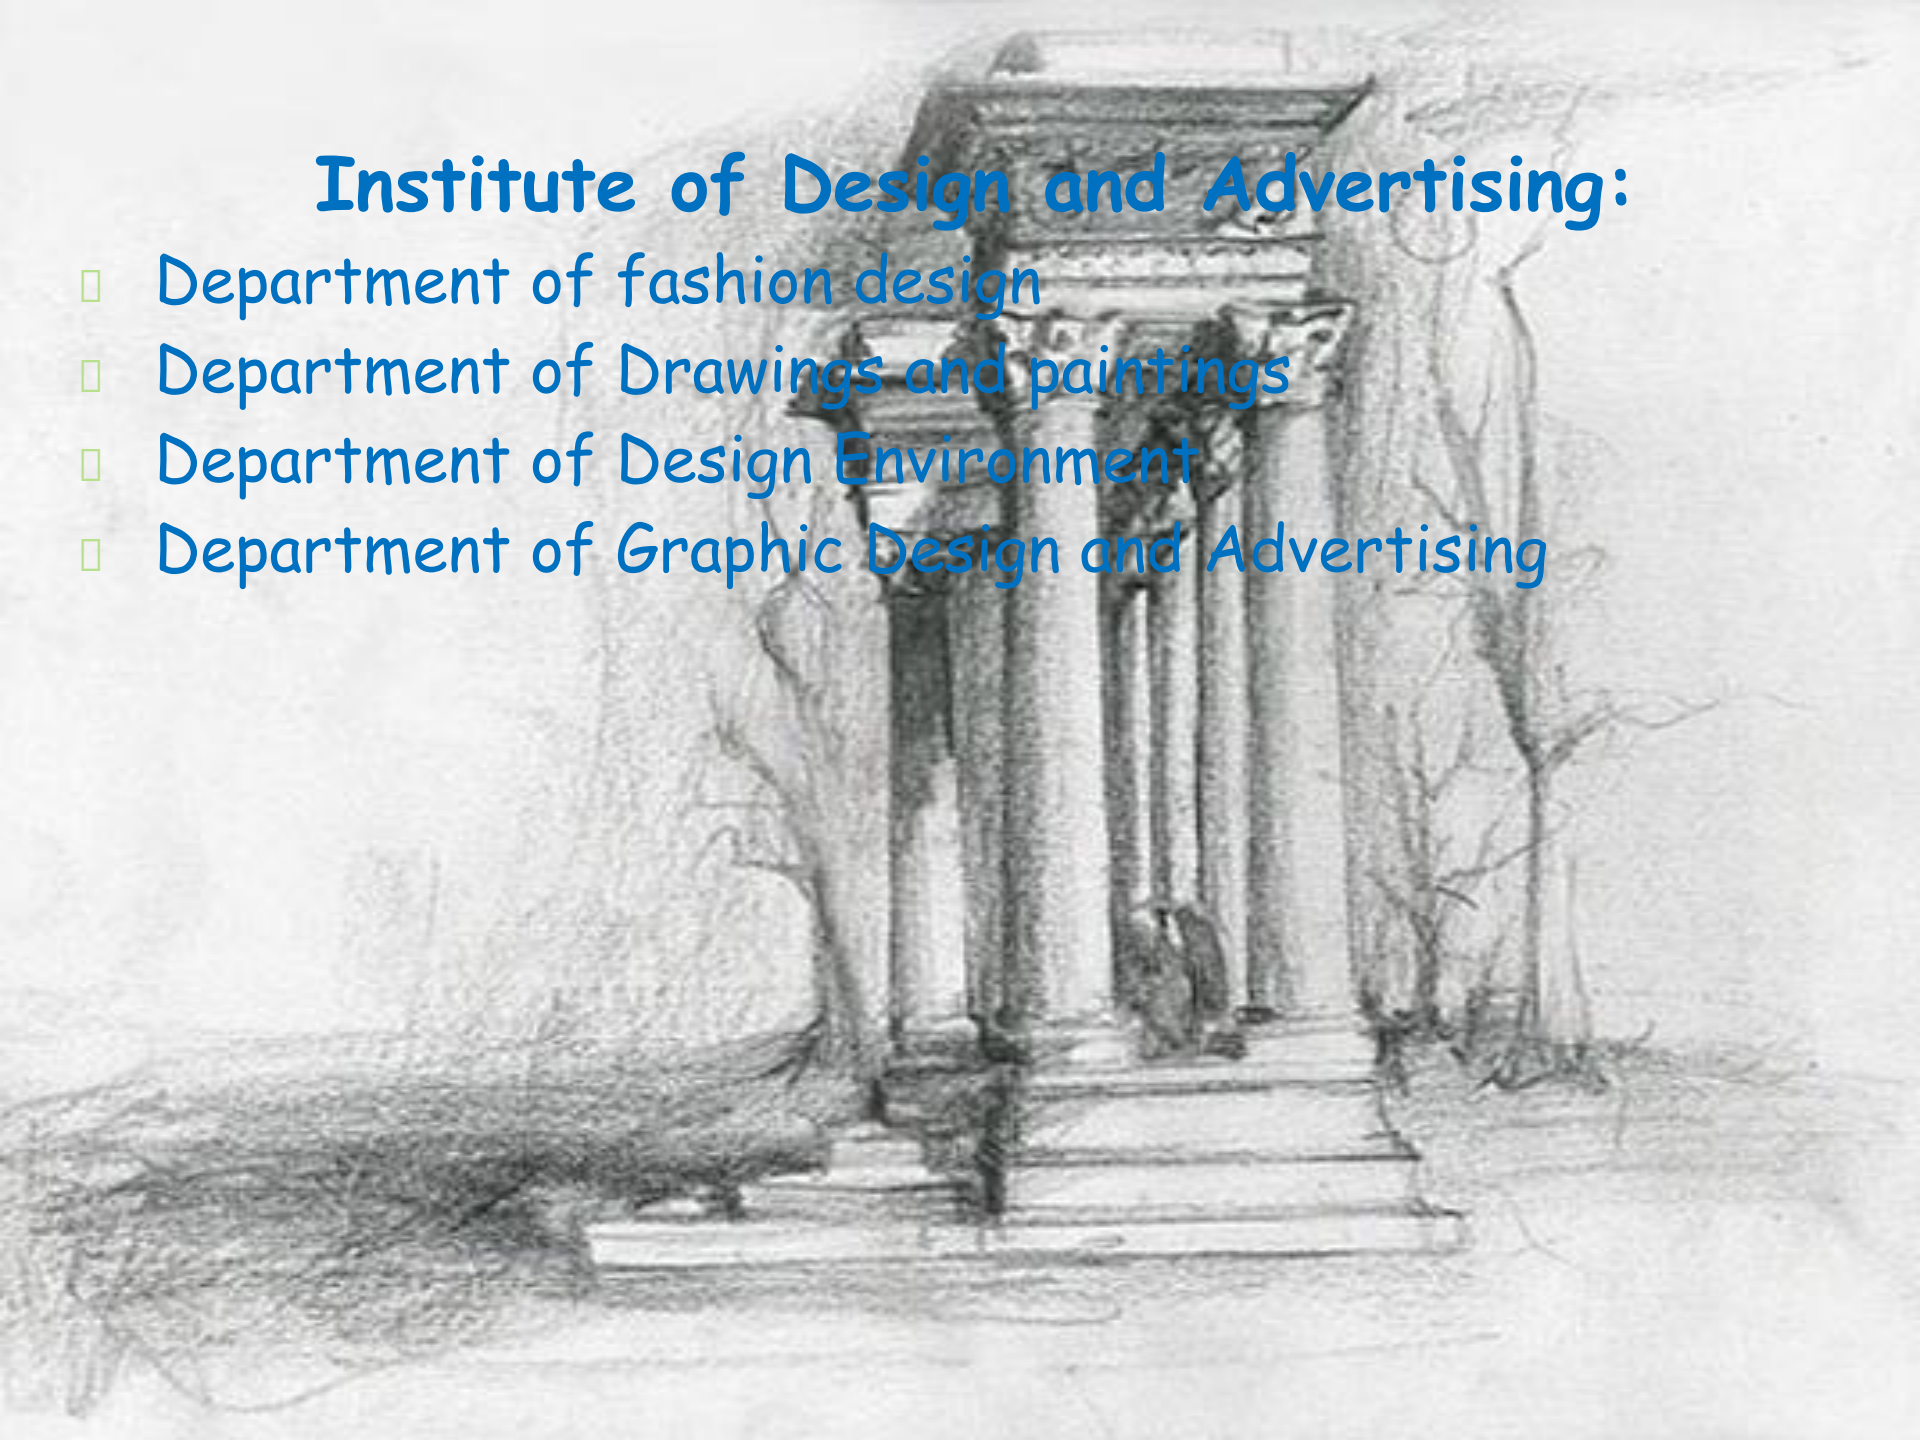 Institute of Design and Advertising:
Department of fashion design
Department of Drawings and paintings
Department of Design Environment
Department of Graphic Design and Advertising